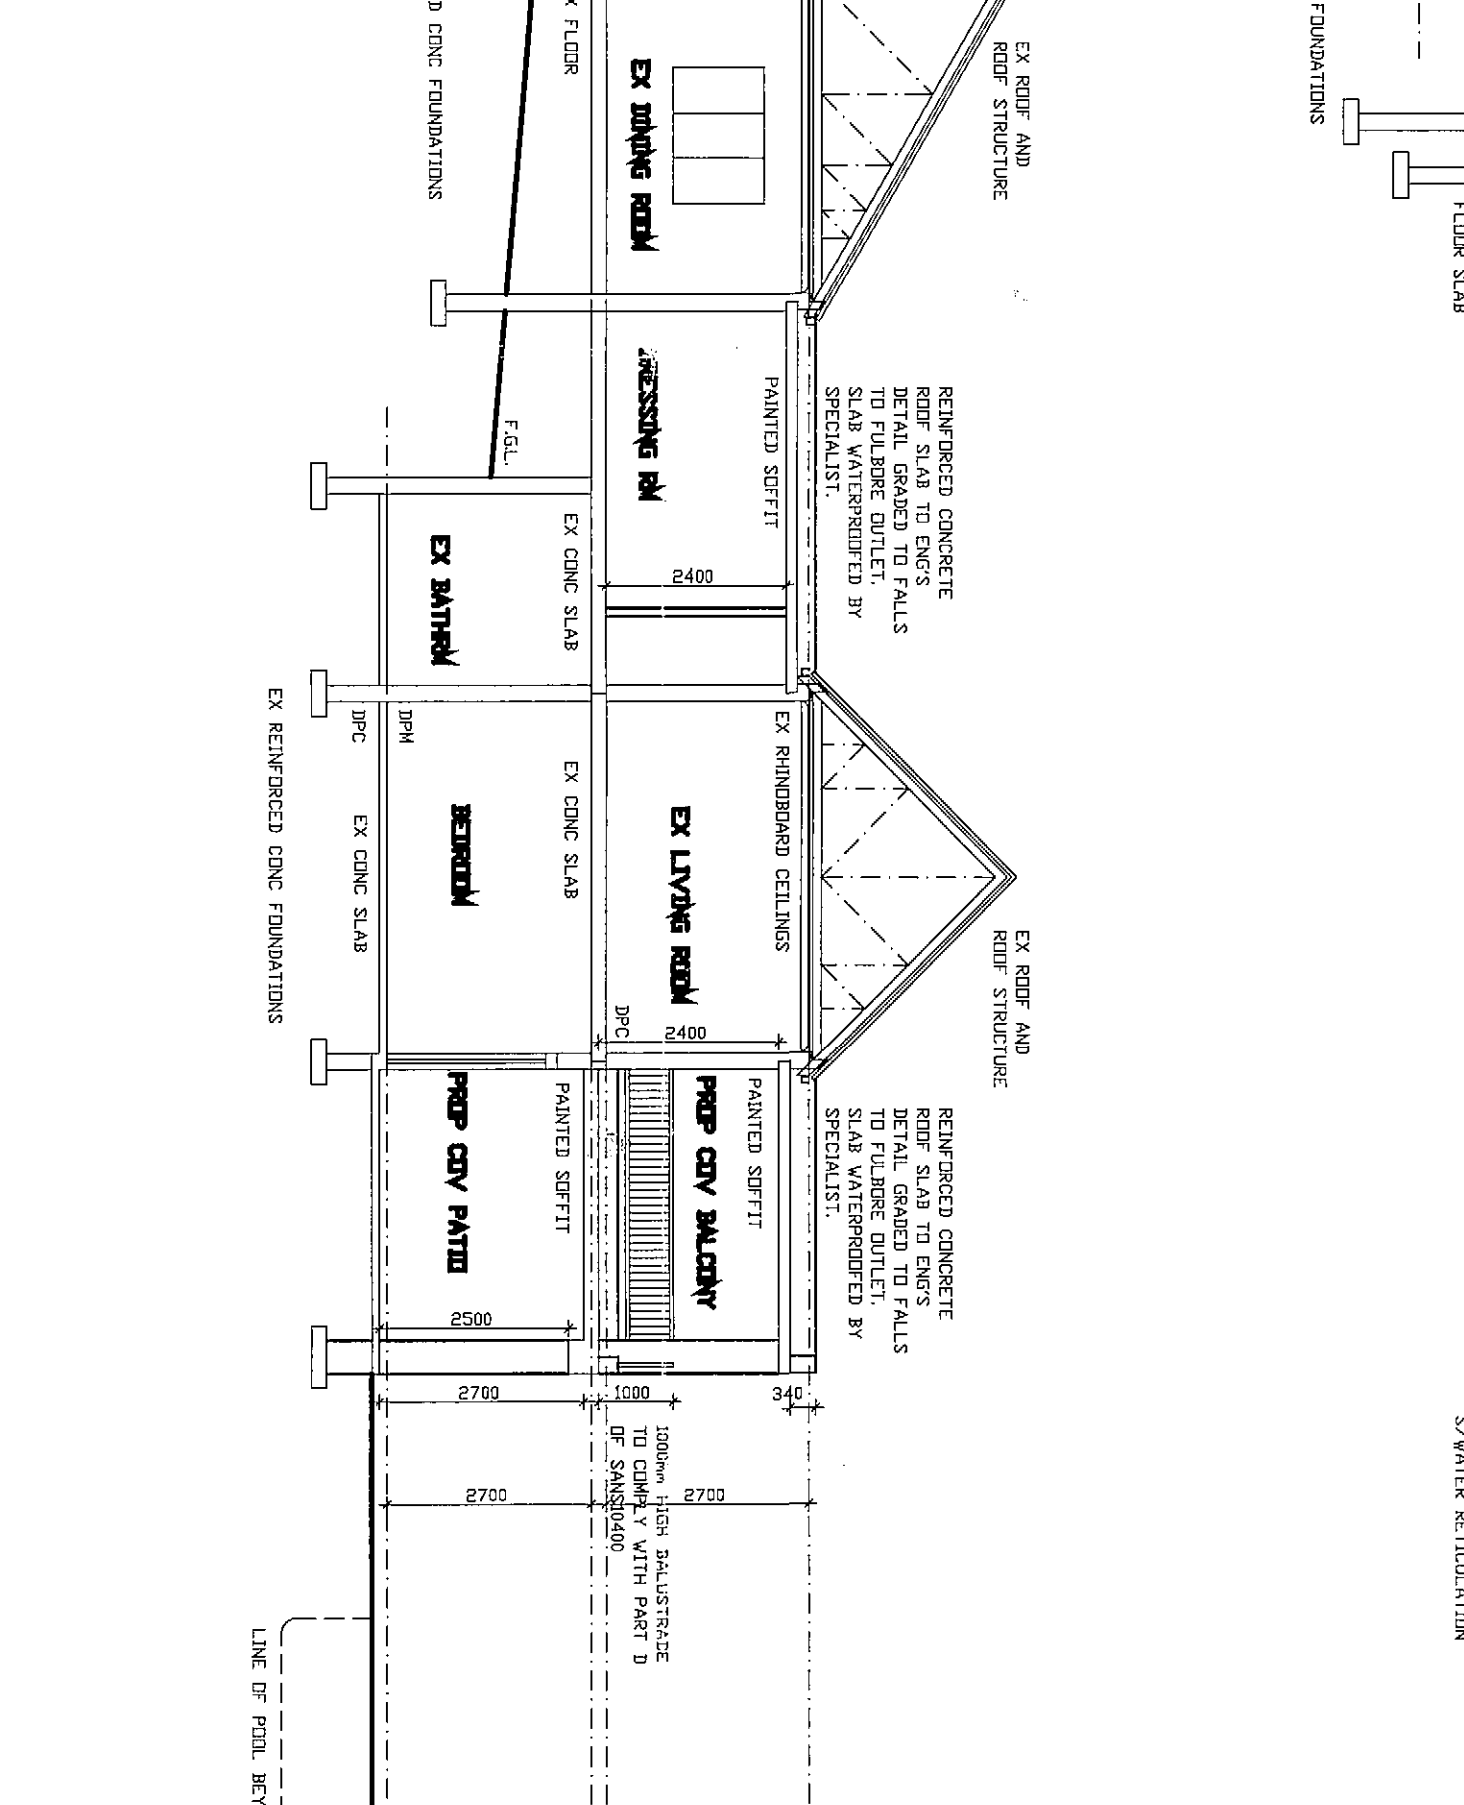 EX ROOF AND
ROOF STRUCTURE
EX DINING ROOM
FLOOR
D CONC FOUNDATIONS
REINFORCED CONCRETE
ROOF SLAB TO ENG'S
DETAIL GRADED TO FALLS
TO FULBORE OUTLET.
SLAB WATERPROOFED BY
SPECIALIST.
PAINTED SOFFIT
RM
2400
F.G.L.
EX CONC SLAB
EX BATHRM
EX ROOF AND
ROOF STRUCTURE
EX RHINOBOARD CEILINGS
EX LIVING ROOM
DPC
2400
EX CONC SLAB
BEDROOM
DPM
DPC
EX CONC SLAB
EX REINFORCED CONC FOUNDATIONS
REINFORCED CONCRETE
ROOF SLAB TO ENG'S
DETAIL GRADED TO FALLS
TO FULBORE OUTLET.
SLAB WATERPROOFED BY
SPECIALIST.
PAINTED SOFFIT
PROP COV BALCONY
PAINTED SOFFIT
PROP COV PATIO
2500
340
1000
2700
1000mm HIGH BALUSTRADE
TO COMPLY WITH PART D
OF SANS10400
2700
2700
LINE OF POOL BEY
FOUNDATIONS
FLOOR SLAB
S/WATER RETICULATION